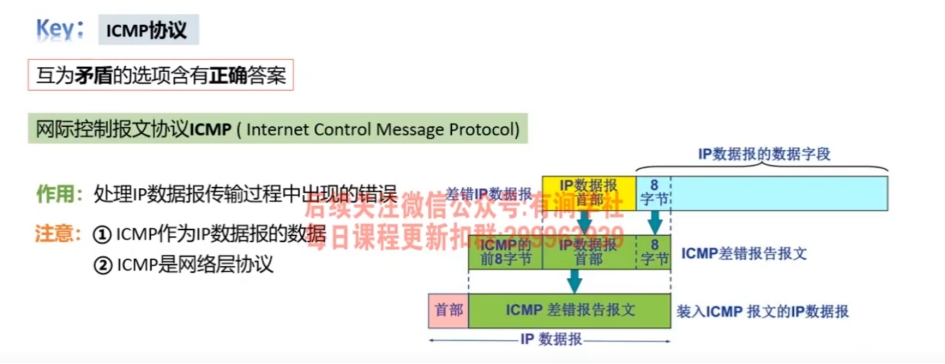 Key： ICMP协议
互为矛盾的选项含有正确答案
网际控制报文协议ICMP ( Internet Control Message Protocol)
IP数据报的数据字段
作用：处理IP数据报传输过程中出现的错误
差错IP数据报
IP数据报
首部
8
字节
后续关注微信公众号:有涧学社
注意：① ICMP作为IP数据报的数据
每日课程更新扣群:
② ICMP是网络层协议
ICMP的
前8字节
IP数据报
首部
8
字节
ICMP差错报告报文
首部
ICMP 差错报告报文
装入ICMP 报文的IP数据报
IP 数据报